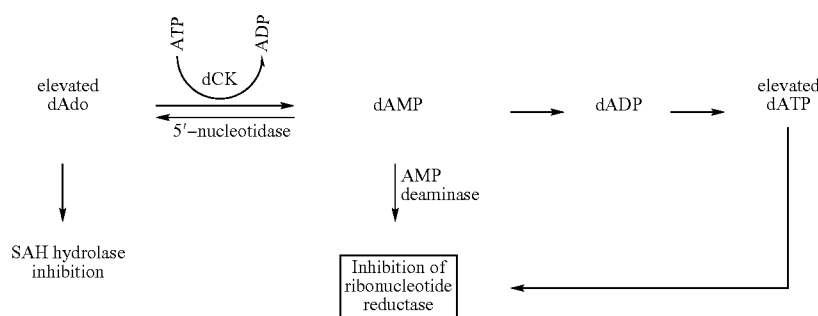 ATP
ADP
elevated
dAdo
dCK
5′–nucleotidase
dAMP
dADP
elevated
dATP
AMP
deaminase
SAH hydrolase
inhibition
Inhibition of
ribonucleotide
reductase